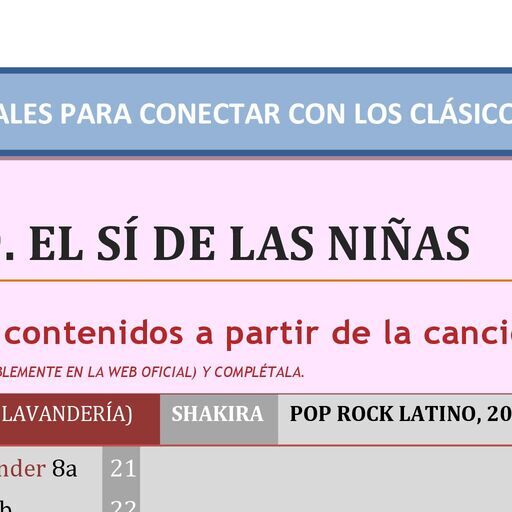 ALES PARA CONECTAR CON LOS CLÁSICO
. EL SÍ DE LAS NIÑAS
contenidos a partir de la canci
BLEMENTE EN LA WEB OFICIAL) Y COMPLÉTALA.
LAVANDERÍA) SHAKIRA POP ROCK LATINO, 20
nder 8a 21
b 22